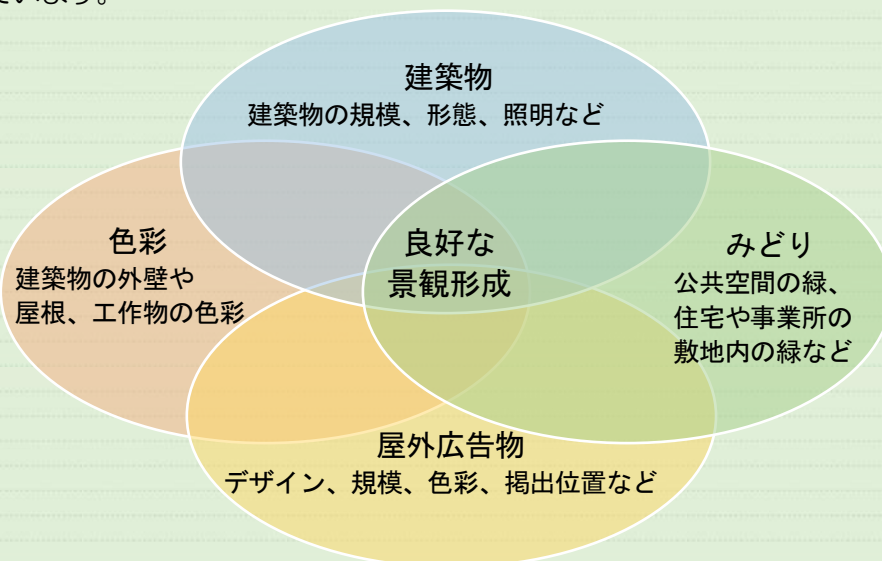 建築物
建築物の規模、形態、照明など
色彩
建築物の外壁や
屋根、工作物の色彩
良好な
景観形成
みどり
公共空間の緑、
住宅や事業所の
敷地内の緑など
屋外広告物
デザイン、規模、色彩、掲出位置など